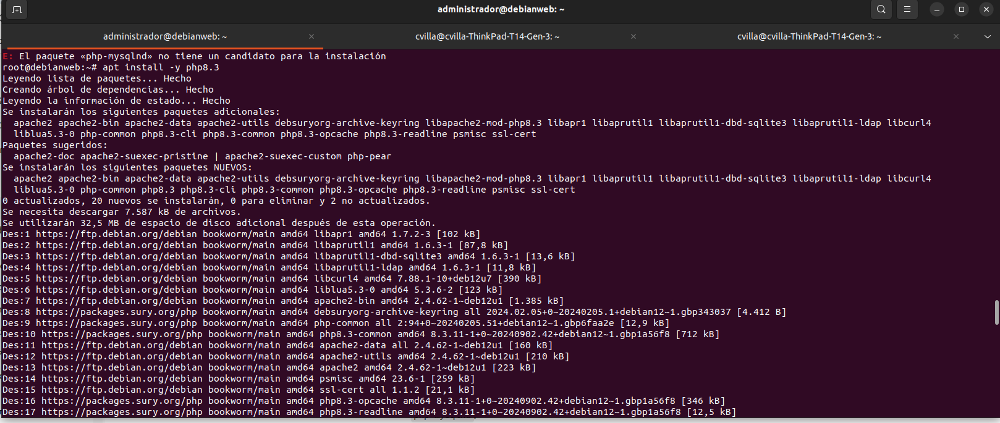 administrador@debianweb: ~
administrador@debianweb: ~
cvilla@cvilla-ThinkPad-T14-Gen-3: ~
cvilla@cvilla-ThinkPad-T14-Gen-3: ~
E: El paquete «php-mysqlnd» no tiene un candidato para la instalación
root@debianweb:~# apt install -y php8.3
Leyendo lista de paquetes... Hecho
Creando árbol de dependencias... Hecho
Leyendo la información de estado... Hecho
Se instalarán los siguientes paquetes adicionales:
apache2 apache2-bin apache2-data apache2-utils debsuryorg-archive-keyring libapache2-mod-php8.3 libapr1 libaprutil1 libaprutil1-dbd-sqlite3 libaprutil1-ldap libcurl4
liblua5.3-0 php-common php8.3-cli php8.3-common php8.3-opcache php8.3-readline psmisc ssl-cert
Paquetes sugeridos:
apache2-doc apache2-suexec-pristine | apache2-suexec-custom php-pear
Se instalarán los siguientes paquetes NUEVOS:
apache2 apache2-bin apache2-data apache2-utils debsuryorg-archive-keyring libapache2-mod-php8.3 libapr1 libaprutil1 libaprutil1-dbd-sqlite3 libaprutil1-ldap libcurl4
liblua5.3-0 php-common php8.3 php8.3-cli php8.3-common php8.3-opcache php8.3-readline psmisc ssl-cert
0 actualizados, 20 nuevos se instalarán, 0 para eliminar y 2 no actualizados.
Se necesita descargar 7.587 kB de archivos.
Se utilizarán 32,5 MB de espacio de disco adicional después de esta operación.
Des:1 https://ftp.debian.org/debian bookworm/main amd64 libapr1 amd64 1.7.2-3 [102 kB]
Des:2 https://ftp.debian.org/debian bookworm/main amd64 libaprutil1 amd64 1.6.3-1 [87,8 kB]
Des:3 https://ftp.debian.org/debian bookworm/main amd64 libaprutil1-dbd-sqlite3 amd64 1.6.3-1 [13,6 kB]
Des:4 https://ftp.debian.org/debian bookworm/main amd64 libaprutil1-ldap amd64 1.6.3-1 [11,8 kB]
Des:5 https://ftp.debian.org/debian bookworm/main amd64 libcurl4 amd64 7.88.1-10+deb12u7 [390 kB]
Des:6 https://ftp.debian.org/debian bookworm/main amd64 liblua5.3-0 amd64 5.3.6-2 [123 kB]
Des:7 https://ftp.debian.org/debian bookworm/main amd64 apache2-bin amd64 2.4.62-1~deb12u1 [1.385 kB]
Des:8 https://packages.sury.org/php bookworm/main amd64 debsuryorg-archive-keyring all 2024.02.05+0~20240205.1+debian12~1.gbp343037 [4.412 B]
Des:9 https://packages.sury.org/php bookworm/main amd64 php-common all 2:94+0~20240205.51+debian12~1.gbp6faa2e [12,9 kB]
Des:10 https://packages.sury.org/php bookworm/main amd64 php8.3-common amd64 8.3.11-1+0~20240902.42+debian12~1.gbp1a56f8 [712 kB]
Des:11 https://ftp.debian.org/debian bookworm/main amd64 apache2-data all 2.4.62-1~deb12u1 [160 kB]
Des:12 https://ftp.debian.org/debian bookworm/main amd64 apache2-utils amd64 2.4.62-1~deb12u1 [210 kB]
Des:13 https://ftp.debian.org/debian bookworm/main amd64 apache2 amd64 2.4.62-1~deb12u1 [223 kB]
Des:14 https://ftp.debian.org/debian bookworm/main amd64 psmisc amd64 23.6-1 [259 kB]
Des:15 https://ftp.debian.org/debian bookworm/main amd64 ssl-cert all 1.1.2 [21,1 kB]
Des:16 https://packages.sury.org/php bookworm/main amd64 php8.3-opcache amd64 8.3.11-1+0~20240902.42+debian12~1.gbp1a56f8 [346 kB]
Des:17 https://packages.sury.org/php bookworm/main amd64 php8.3-readline amd64 8.3.11-1+0~20240902.42+debian12~1.gbp1a56f8 [12,5 kB]